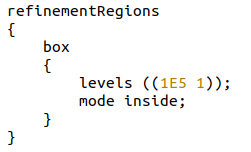 refinementRegions
{
    box
    {
        levels ((1E5 1));
        mode inside;
    }
}